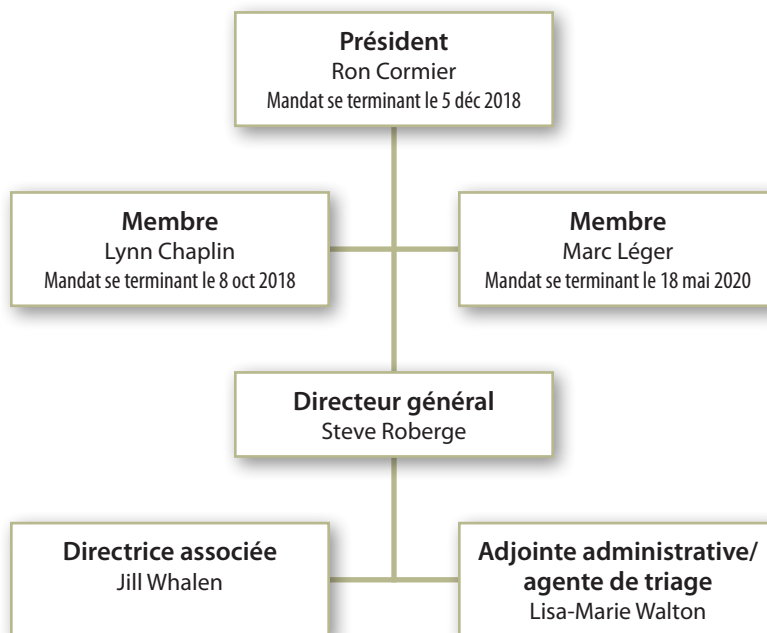 Président
Ron Cormier
Mandat se terminant le 5 déc 2018
Membre
Lynn Chaplin
Mandat se terminant le 8 oct 2018
Membre
Marc Léger
Mandat se terminant le 18 mai 2020
Directeur général
Steve Roberge
Directrice associée
Jill Whalen
Adjointe administrative/
agente de triage
Lisa-Marie Walton